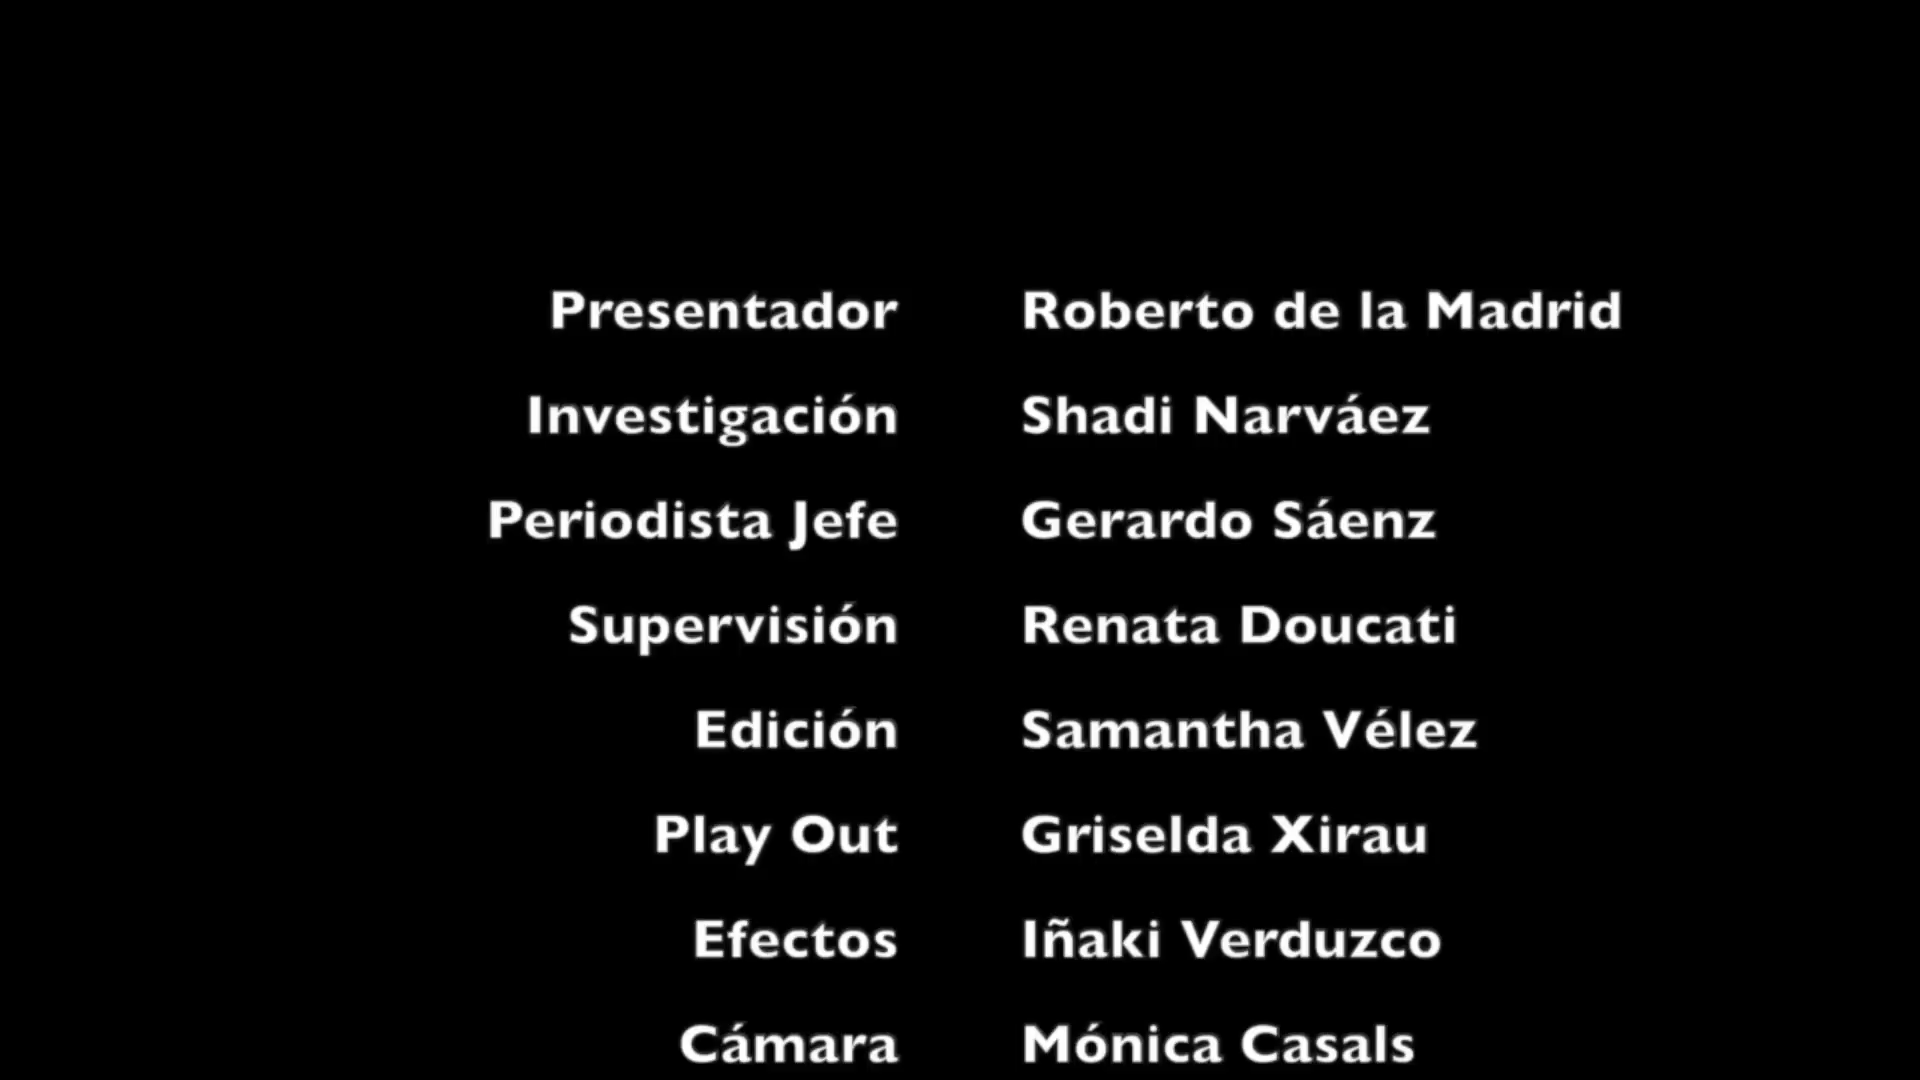 Presentador Roberto de la Madrid
Investigación Shadi Narváez
Periodista Jefe Gerardo Sáenz
Supervisión Renata Doucati
Edición Samantha Vélez
Play Out Griselda Xirau
Efectos Iñaki Verduzco
Cámara Mónica Casals